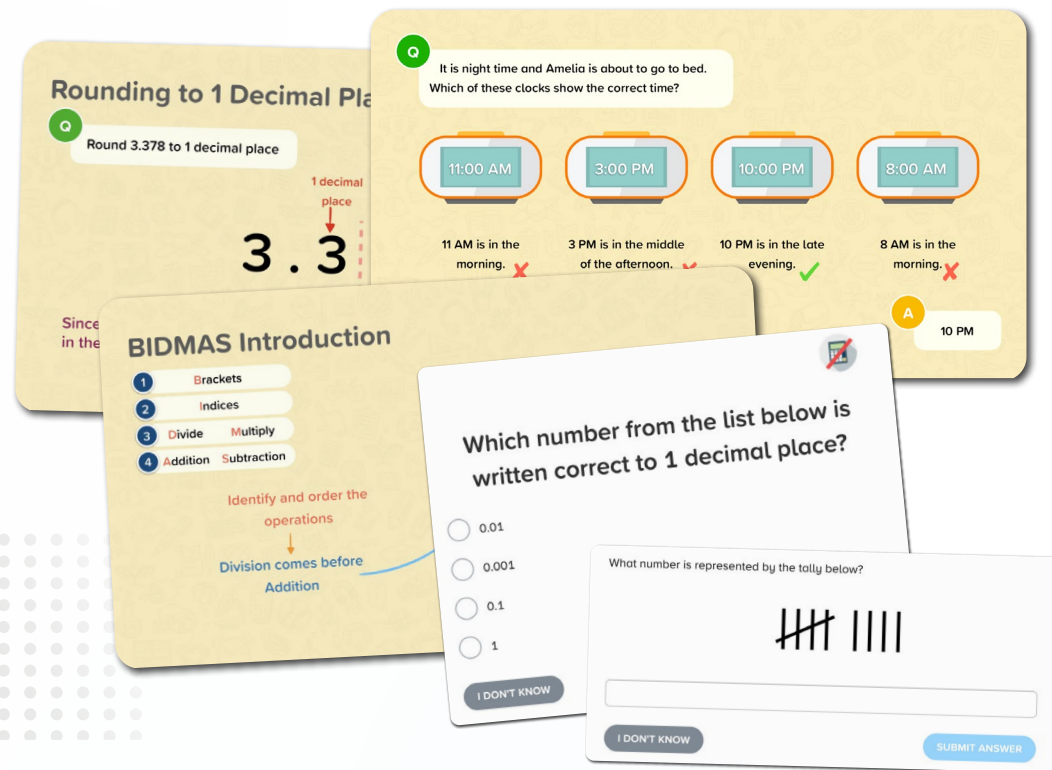 Rounding to 1 Decimal Pla
Q
Round 3.378 to 1 decimal place
1 decimal
place
3.3
Since
in the
Q
It is night time and Amelia is about to go to bed.
Which of these clocks show the correct time?
11:00 AM
3:00 PM
10:00 PM
8:00 AM
11 AM is in the
morning.
3 PM is in the middle
of the afternoon.
10 PM is in the late
evening.
8 AM is in the
morning.
A
10 PM
BIDMAS Introduction
1 Brackets
2 Indices
3 Divide Multiply
4 Addition Subtraction
Identify and order the
operations
Division comes before
Addition
Which number from the list below is
written correct to 1 decimal place?
0.01
0.001
0.1
1
I DON'T KNOW
What number is represented by the tally below?
I DON'T KNOW
SUBMIT ANSWER